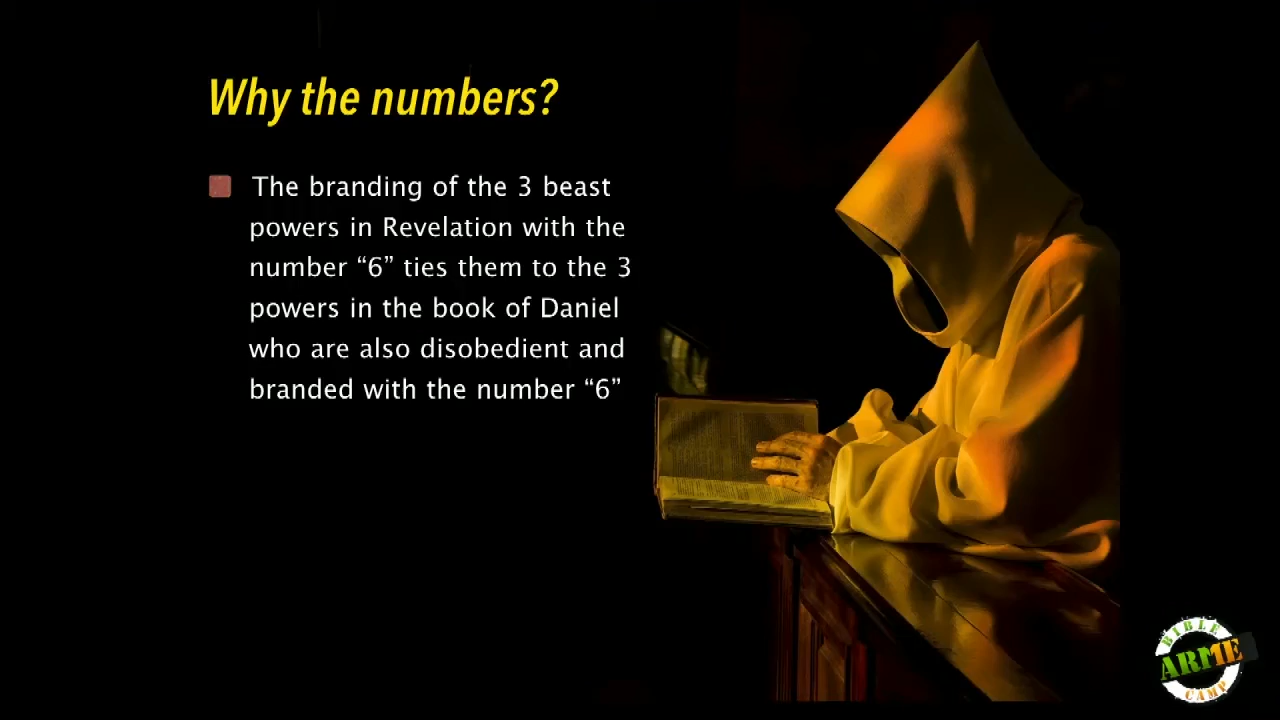 Why the numbers?
The branding of the 3 beast
powers in Revelation with the
number “6” ties them to the 3
powers in the book of Daniel
who are also disobedient and
branded with the number “6”
BIBLE
ARME
CAMP